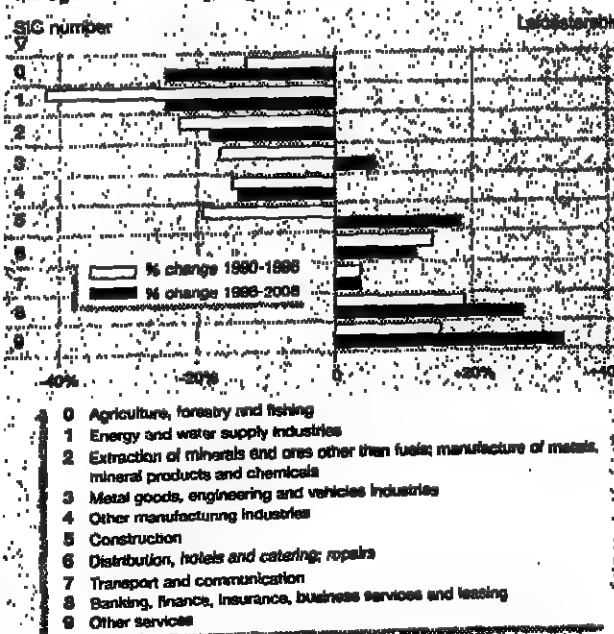 SIC number
0
1
2
3
4
5
6
7
8
9
% change 1990-1996
% change 1996-2006
-40%
-20%
0
+20%
0 Agriculture, forestry and fishing
1 Energy and water supply industries
2 Extraction of minerals and ores other than fuels; manufacture of metals,
mineral products and chemicals
3 Metal goods, engineering and vehicles industries
4 Other manufacturing industries
5 Construction
6 Distribution, hotels and catering; repairs
7 Transport and communication
8 Banking, finance, insurance, business services and leasing
9 Other services